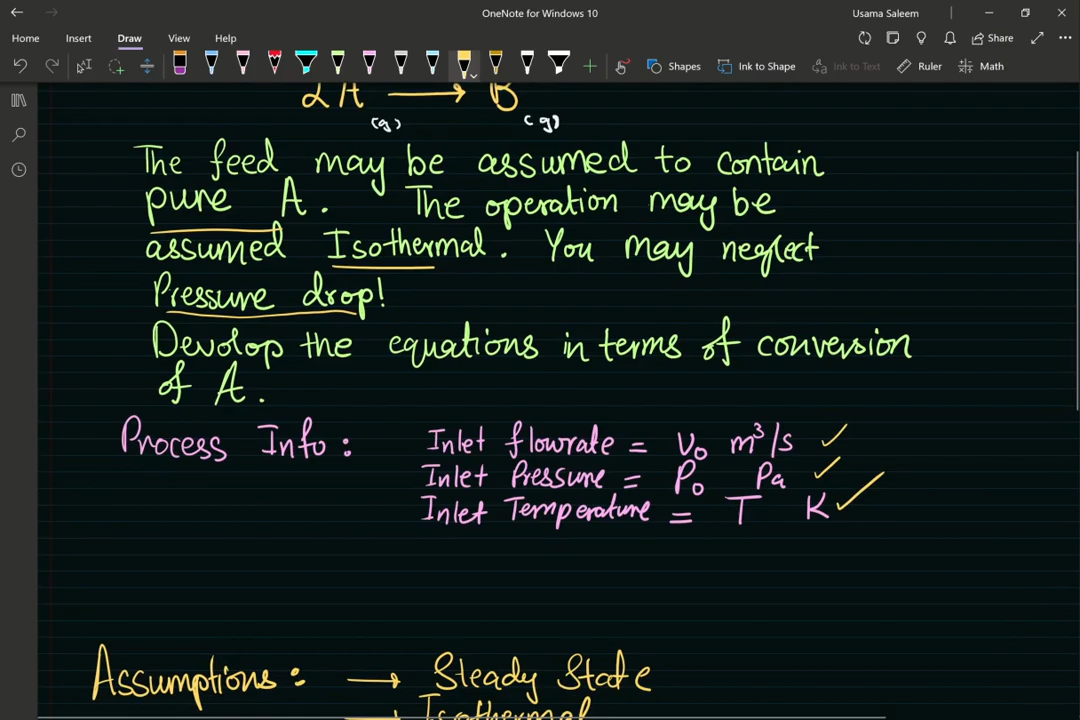 OneNote for Windows 10
Usama Saleem
Home Insert Draw View Help
Share
Shapes
Ink to Shape
Ink to Text
Ruler
Math
2A → B
(g) (g)
The feed may be assumed to contain
pure A. The operation may be
assumed Isothermal. You may neglect
Pressure drop!
Devolop the equations in terms of conversion
of A.
Process Info: Inlet flowrate = V₀ m³/s ✓
Inlet Pressure = P₀ Pa ✓
Inlet Temperature = T K ✓
Assumptions: → Steady State
→ Isothermal